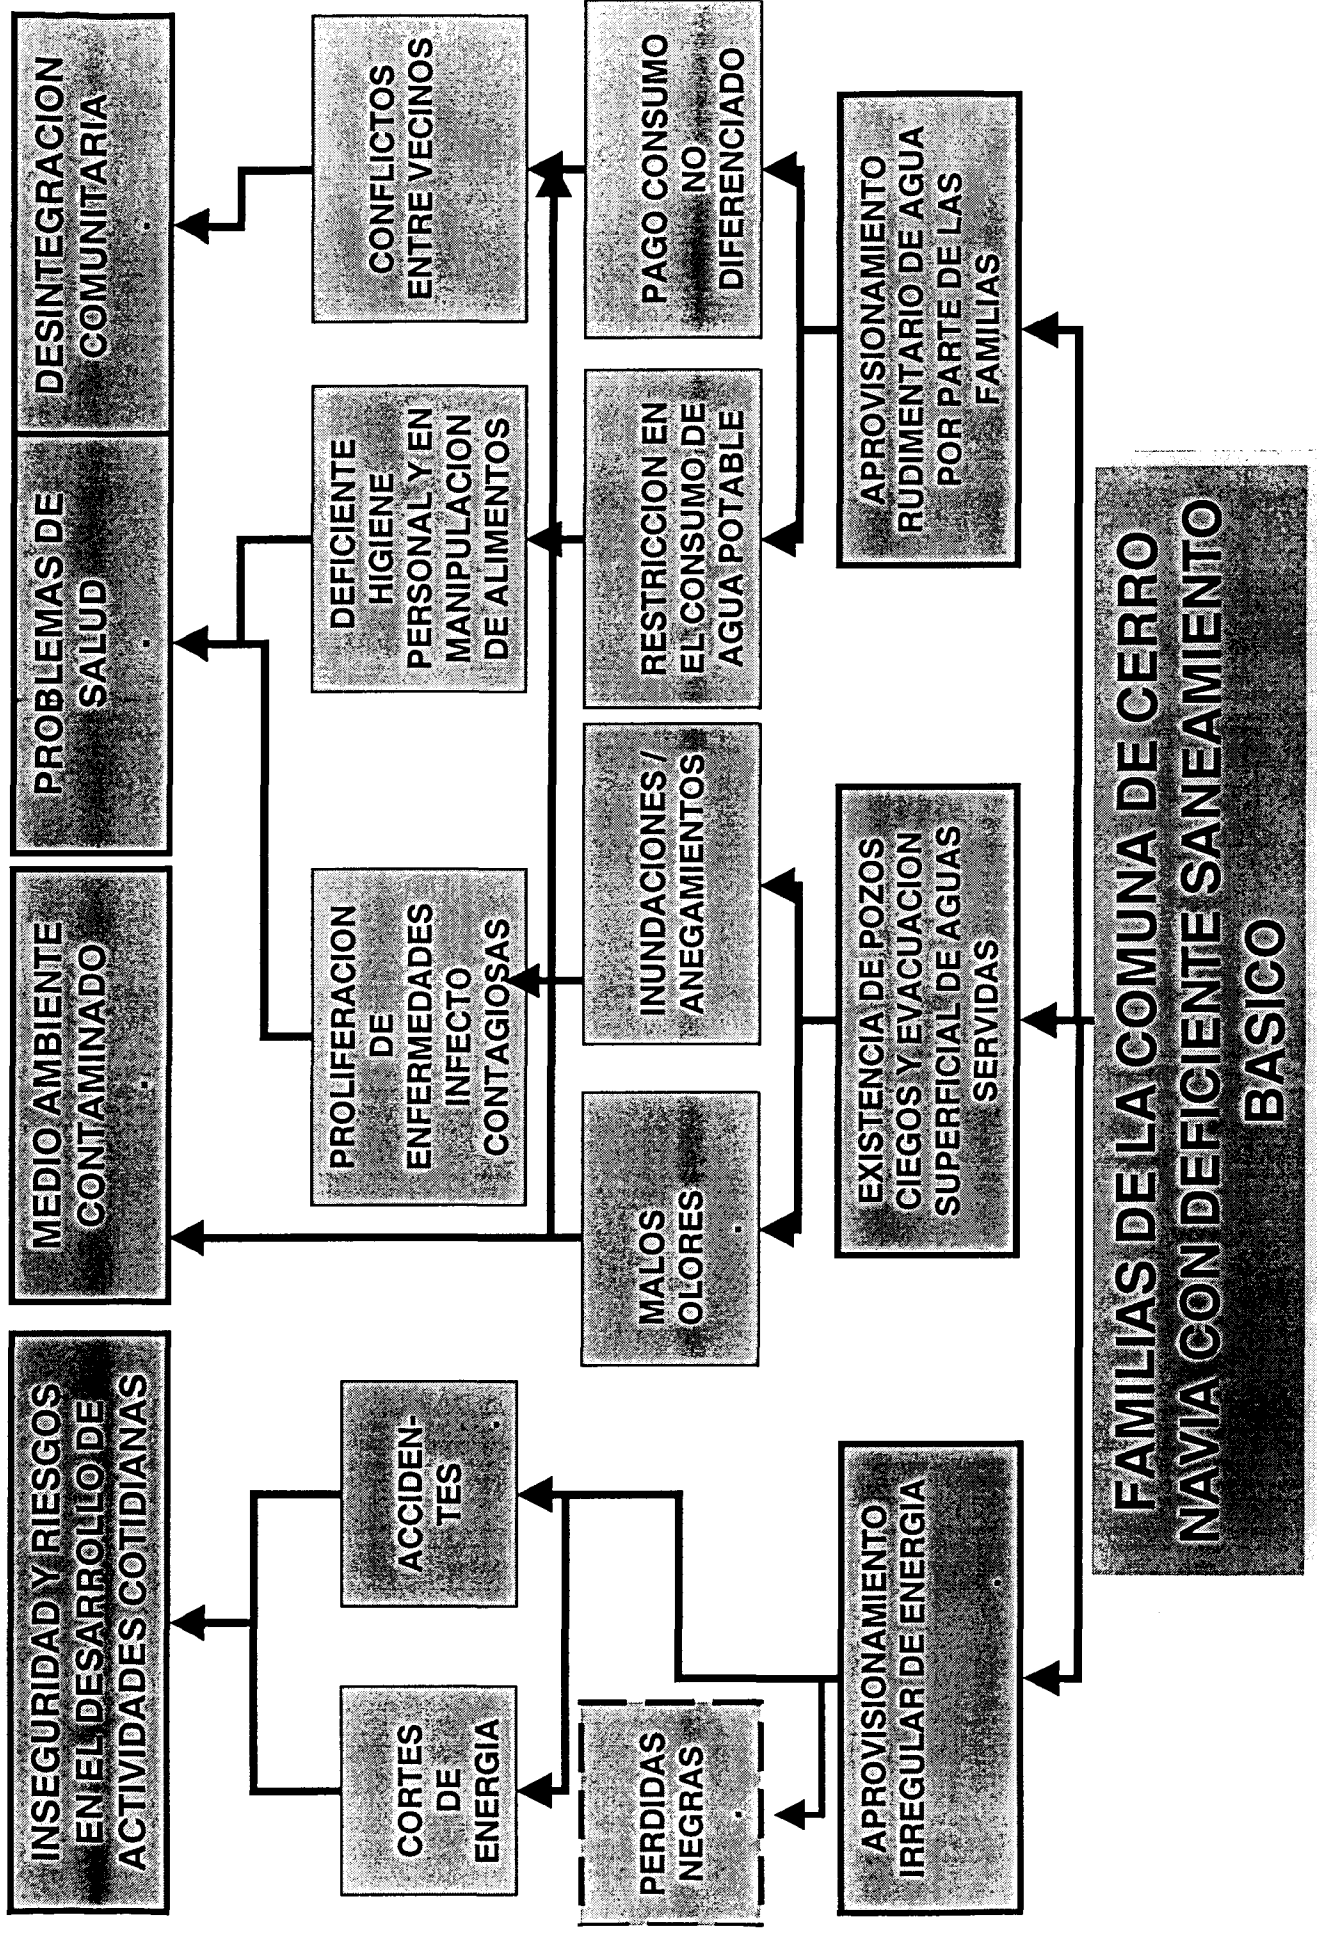 INSEGURIDAD Y RIESGOS
EN EL DESARROLLO DE
ACTIVIDADES COTIDIANAS
MEDIO AMBIENTE
CONTAMINADO
PROBLEMAS DE
SALUD
DESINTEGRACION
COMUNITARIA
CORTES
DE
ENERGIA
ACCIDEN-
TES
PROLIFERACION
DE
ENFERMEDADES
INFECTO
CONTAGIOSAS
DEFICIENTE
HIGIENE
PERSONAL Y EN
MANIPULACION
DE ALIMENTOS
CONFLICTOS
ENTRE VECINOS
PERDIDAS
NEGRAS
MALOS
OLORES
INUNDACIONES /
ANEGAMIENTOS
RESTRICCION EN
EL CONSUMO DE
AGUA POTABLE
PAGO CONSUMO
NO
DIFERENCIADO
APROVISIONAMIENTO
IRREGULAR DE ENERGIA
EXISTENCIA DE POZOS
CIEGOS Y EVACUACION
SUPERFICIAL DE AGUAS
SERVIDAS
APROVISIONAMIENTO
RUDIMENTARIO DE AGUA
POR PARTE DE LAS
FAMILIAS
FAMILIAS DE LA COMUNA DE CERRO
NAVIA CON DEFICIENTE SANEAMIENTO
BASICO